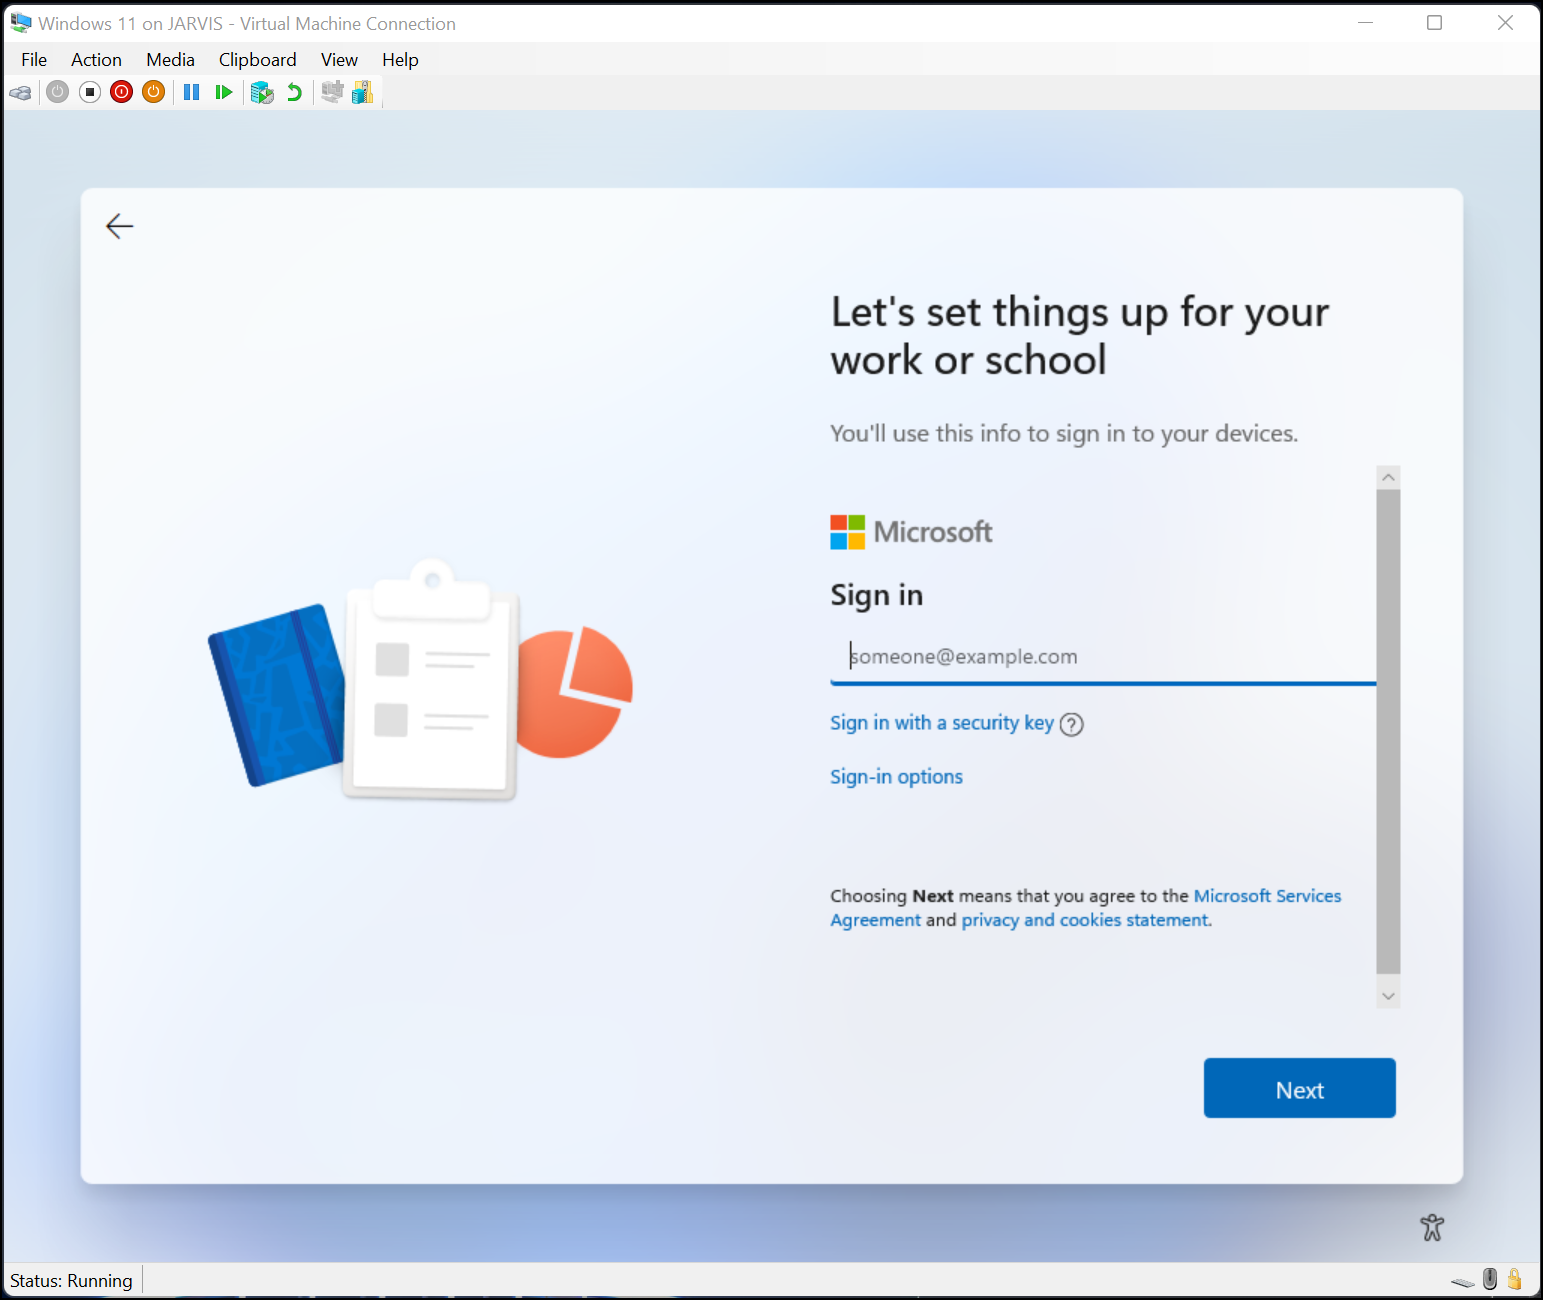 Windows 11 on JARVIS - Virtual Machine Connection
File Action Media Clipboard View Help
Let's set things up for your
work or school
You'll use this info to sign in to your devices.
Microsoft
Sign in
someone@example.com
Sign in with a security key ?
Sign-in options
Choosing Next means that you agree to the Microsoft Services
Agreement and privacy and cookies statement.
Next
Status: Running